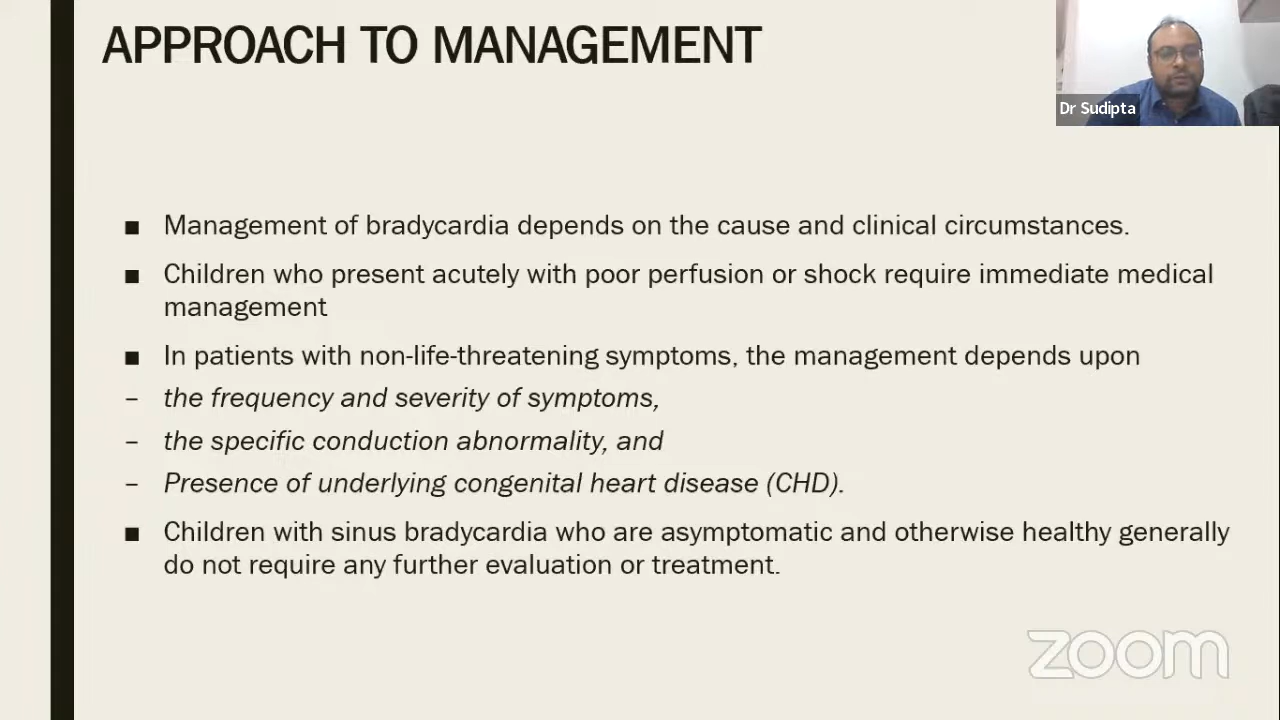 APPROACH TO MANAGEMENT
Dr Sudipta
■ Management of bradycardia depends on the cause and clinical circumstances.
■ Children who present acutely with poor perfusion or shock require immediate medical
management
■ In patients with non-life-threatening symptoms, the management depends upon
– the frequency and severity of symptoms,
– the specific conduction abnormality, and
– Presence of underlying congenital heart disease (CHD).
■ Children with sinus bradycardia who are asymptomatic and otherwise healthy generally
do not require any further evaluation or treatment.
zoom